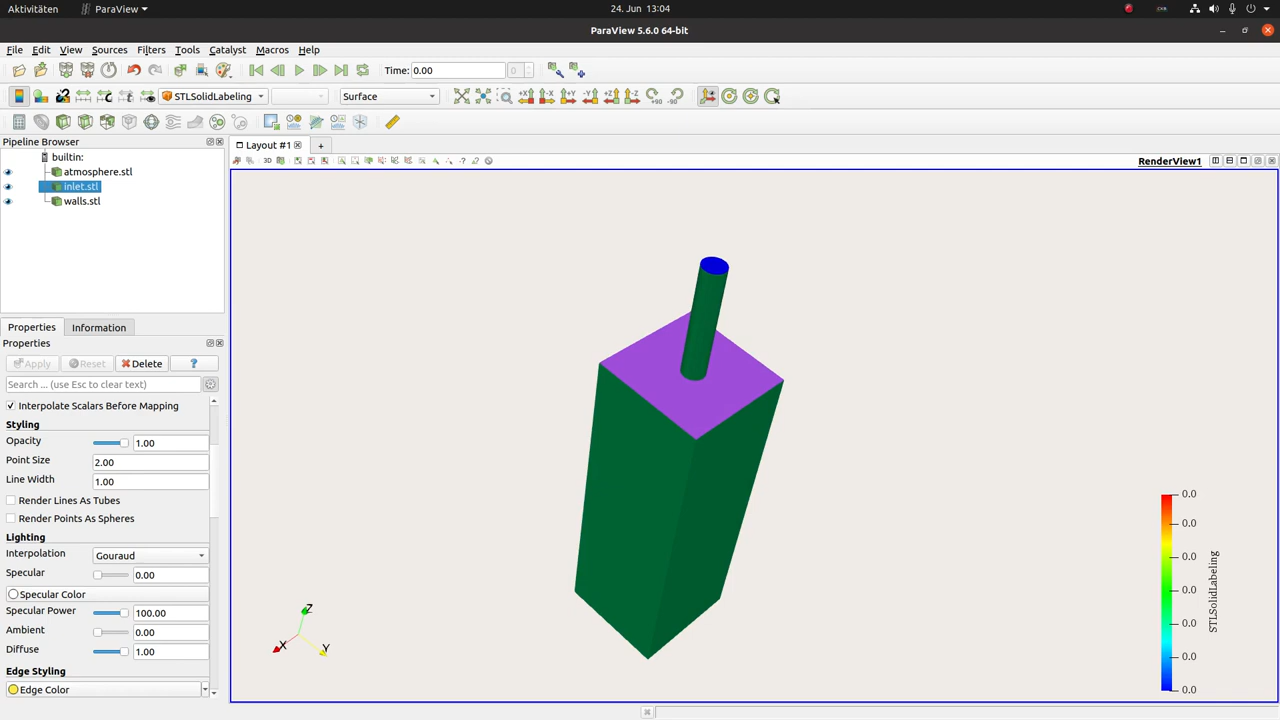 Aktivitäten ParaView 24. Jun 13:04
ParaView 5.6.0 64-bit
File Edit View Sources Filters Tools Catalyst Macros Help
Time: 0.00 0
STLSolidLabeling Surface
+X -X +Y -Y +Z -Z +90 -90
Pipeline Browser
Layout #1
builtin:
3D
RenderView1
atmosphere.stl
inlet.stl
walls.stl
Properties Information
Properties
Apply Reset Delete ?
Search ... (use Esc to clear text)
Interpolate Scalars Before Mapping
Styling
Opacity 1.00
Point Size 2.00
Line Width 1.00
Render Lines As Tubes
Render Points As Spheres
Lighting
Interpolation Gouraud
Specular 0.00
Specular Color
Specular Power 100.00
Ambient 0.00
Diffuse 1.00
Edge Styling
Edge Color
Z
X
Y
0.0
0.0
0.0
0.0
0.0
0.0
0.0
STLSolidLabeling